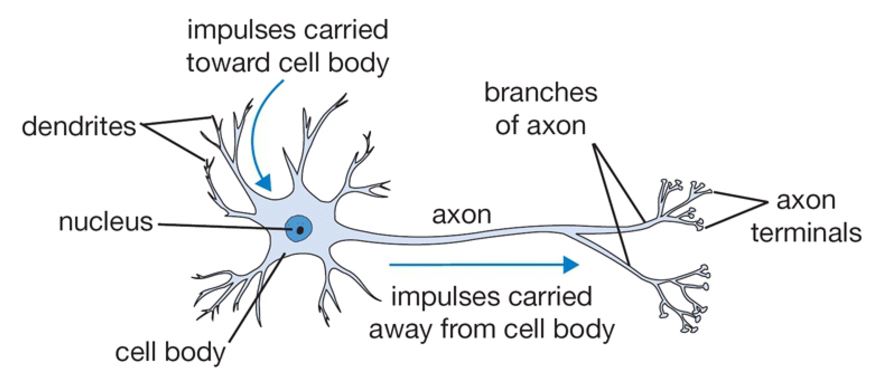 impulses carried
toward cell body
branches
of axon
dendrites
axon
terminals
nucleus
axon
impulses carried
away from cell body
cell body